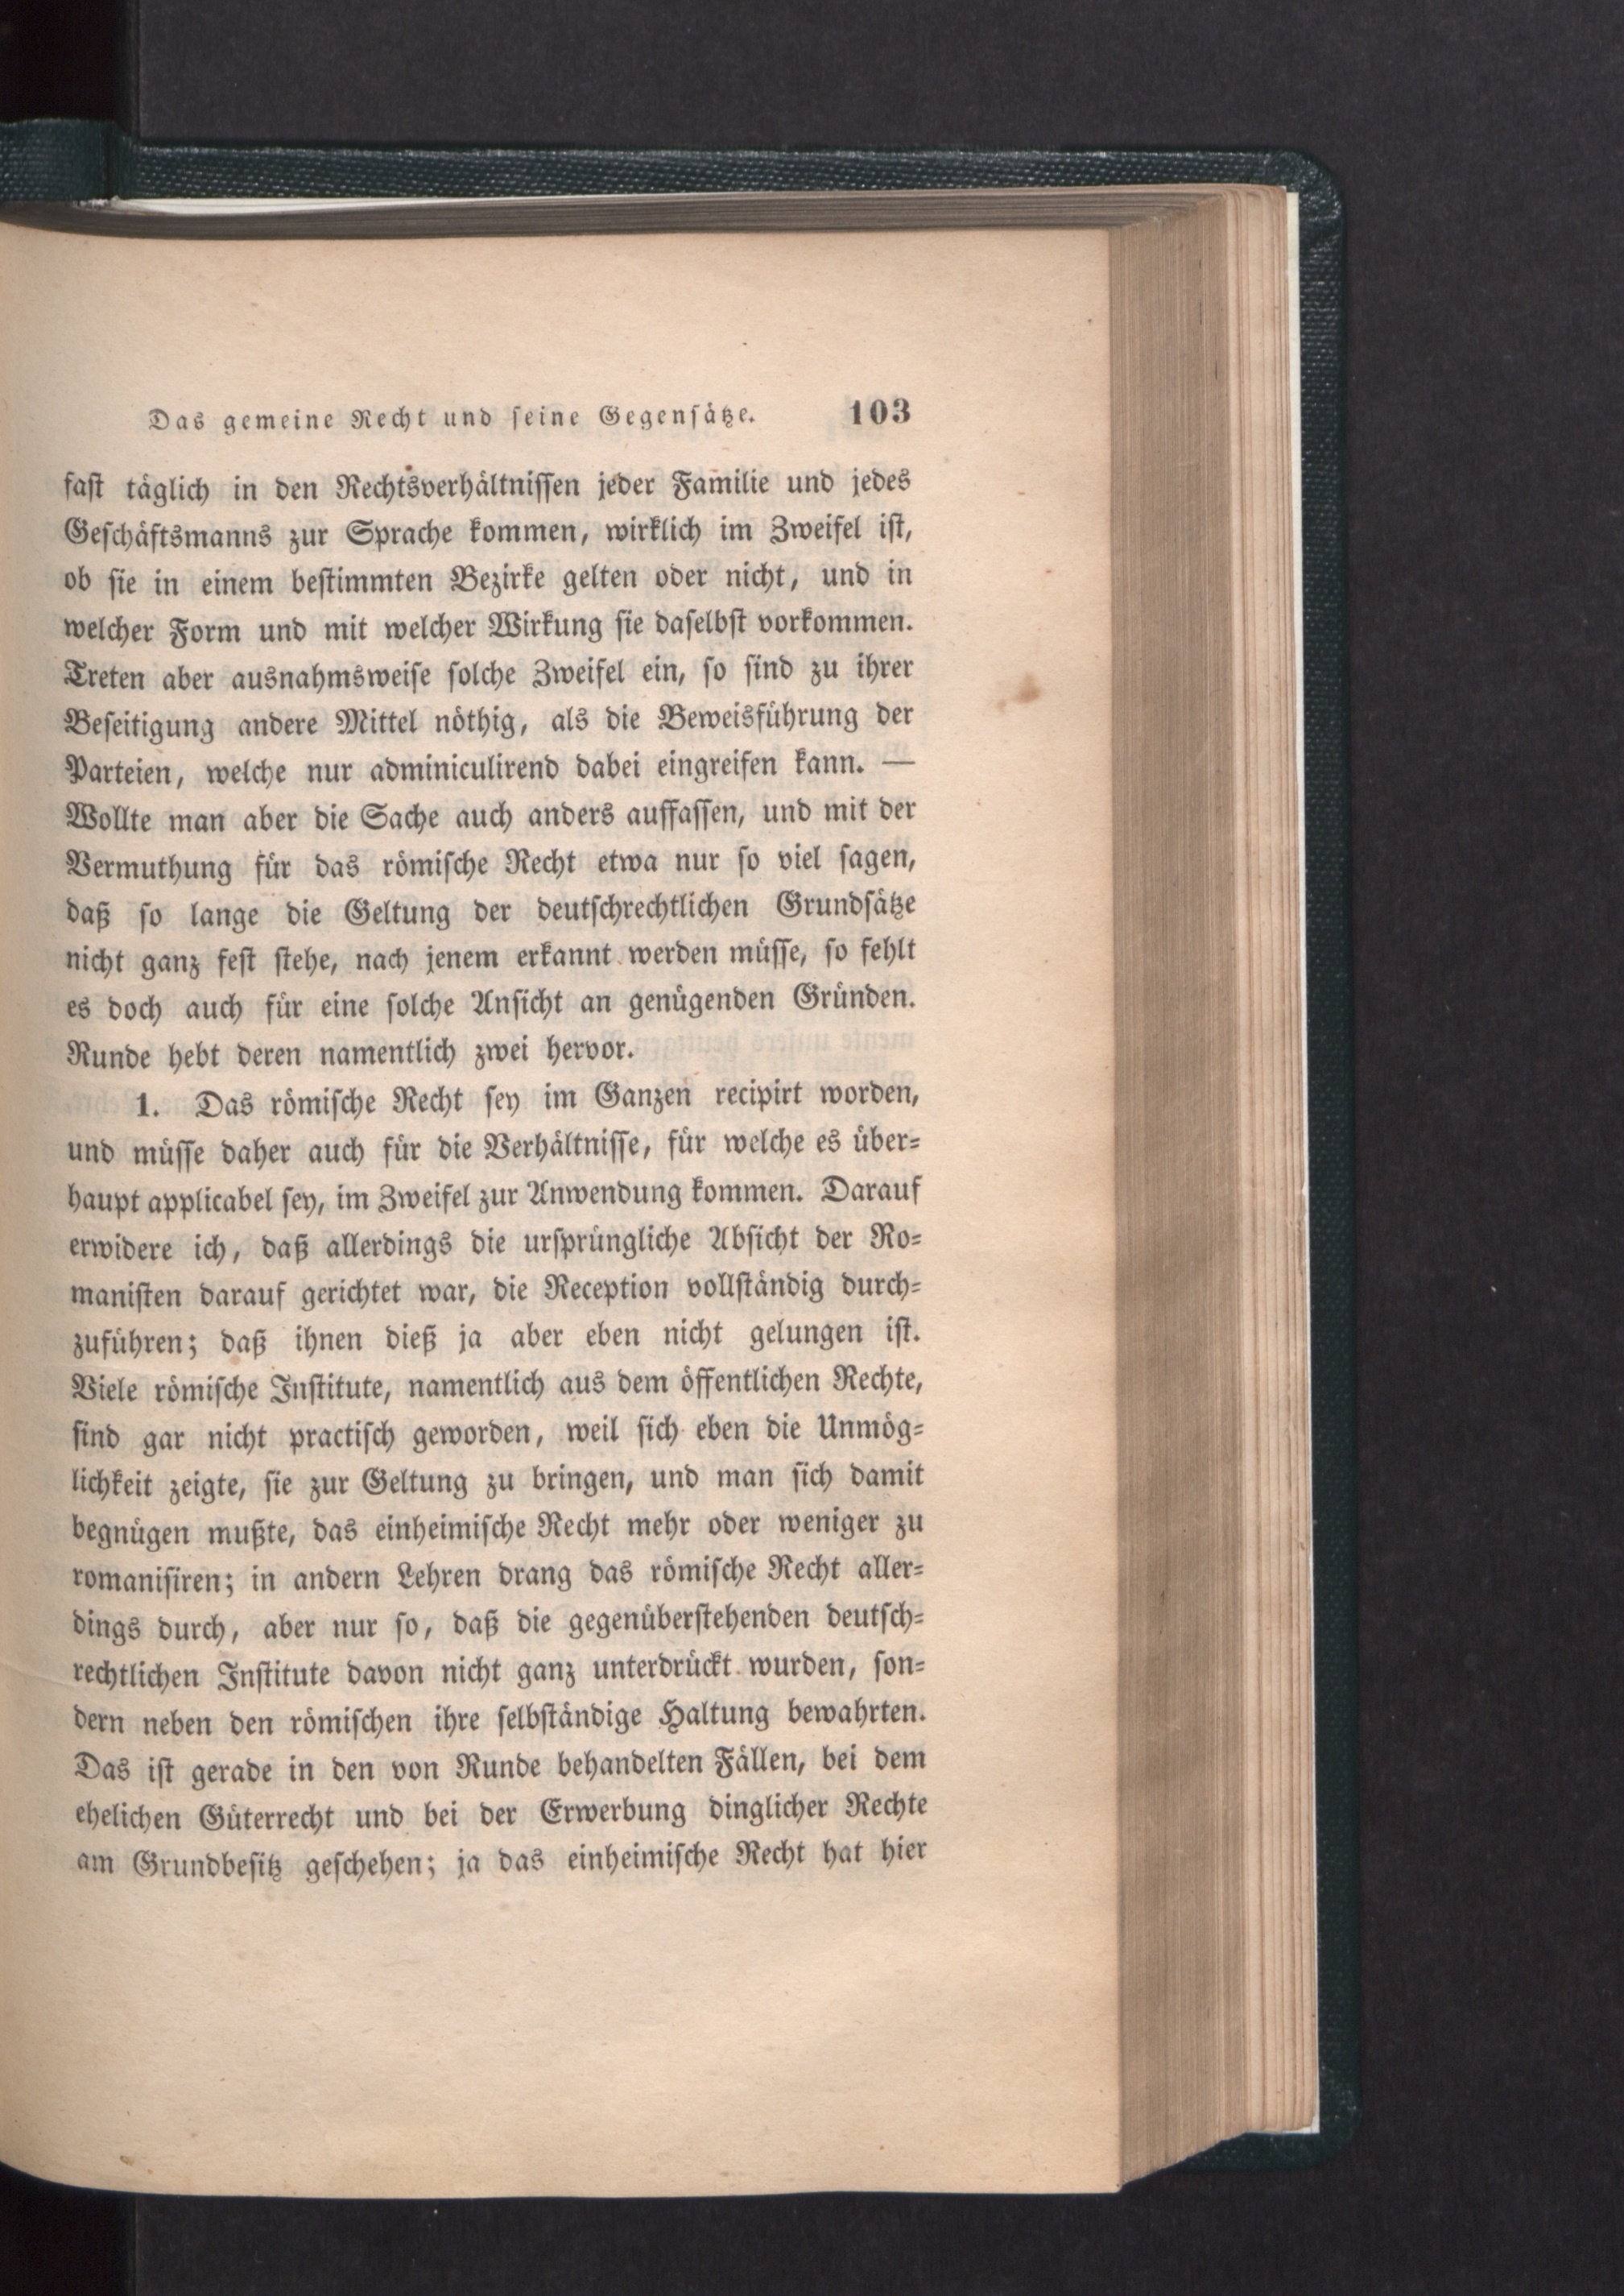 Das gemeine Recht und seine Gegensätze. 103
fast täglich in den Rechtsverhältnissen jeder Familie und jedes
Geschäftsmanns zur Sprache kommen, wirklich im Zweifel ist,
ob sie in einem bestimmten Bezirke gelten oder nicht, und in
welcher Form und mit welcher Wirkung sie daselbst vorkommen.
Treten aber ausnahmsweise solche Zweifel ein, so sind zu ihrer
Beseitigung andere Mittel nöthig, als die Beweisführung der
Parteien, welche nur adminiculirend dabei eingreifen kann. —
Wollte man aber die Sache auch anders auffassen, und mit der
Vermuthung für das römische Recht etwa nur so viel sagen,
daß so lange die Geltung der deutschrechtlichen Grundsätze
nicht ganz fest stehe, nach jenem erkannt werden müsse, so fehlt
es doch auch für eine solche Ansicht an genügenden Gründen.
Runde hebt deren namentlich zwei hervor.
1. Das römische Recht sey im Ganzen recipirt worden,
und müsse daher auch für die Verhältnisse, für welche es über-
haupt applicabel sey, im Zweifel zur Anwendung kommen. Darauf
erwidere ich, daß allerdings die ursprüngliche Absicht der Ro-
manisten darauf gerichtet war, die Reception vollständig durch-
zuführen; daß ihnen dieß ja aber eben nicht gelungen ist.
Viele römische Institute, namentlich aus dem öffentlichen Rechte,
sind gar nicht practisch geworden, weil sich eben die Unmög-
lichkeit zeigte, sie zur Geltung zu bringen, und man sich damit
begnügen mußte, das einheimische Recht mehr oder weniger zu
romanisiren; in andern Lehren drang das römische Recht aller-
dings durch, aber nur so, daß die gegenüberstehenden deutsch-
rechtlichen Institute davon nicht ganz unterdrückt wurden, son-
dern neben den römischen ihre selbständige Haltung bewahrten.
Das ist gerade in den von Runde behandelten Fällen, bei dem
ehelichen Güterrecht und bei der Erwerbung dinglicher Rechte
am Grundbesitz geschehen; ja das einheimische Recht hat hier